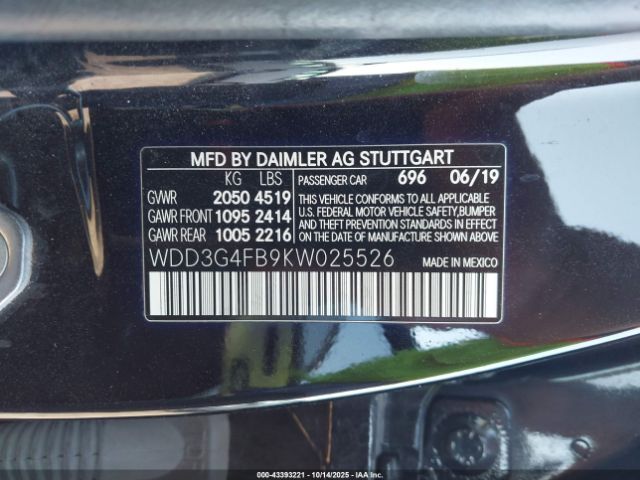 MFD BY DAIMLER AG STUTTGART
KG LBS PASSENGER CAR 696 06/19
GVWR 2050 4519
GAWR FRONT 1095 2414
GAWR REAR 1005 2216
THIS VEHICLE CONFORMS TO ALL
U.S. FEDERAL MOTOR VEHICLE SAFETY,BUMPER
AND THEFT PREVENTION STANDARDS IN
EFFECT ON THE DATE OF MANUFACTURE SHOWN ABOVE
WDD3G4FB9KW025526 MADE IN MEXICO
000-43393221 - 10/14/2025 - IAA